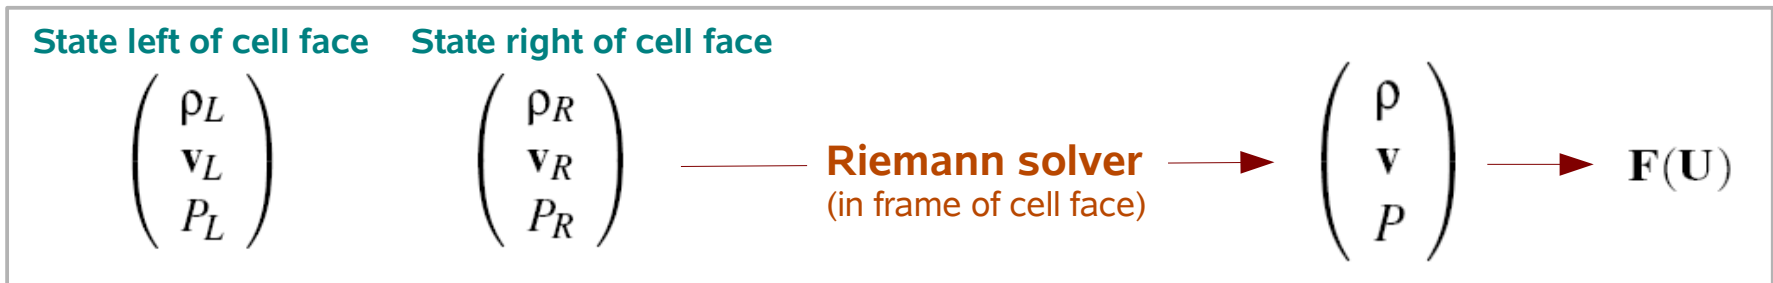 State left of cell face State right of cell face
ρL ρR ρ
vL vR Riemann solver v F(U)
(in frame of cell face)
PL PR P